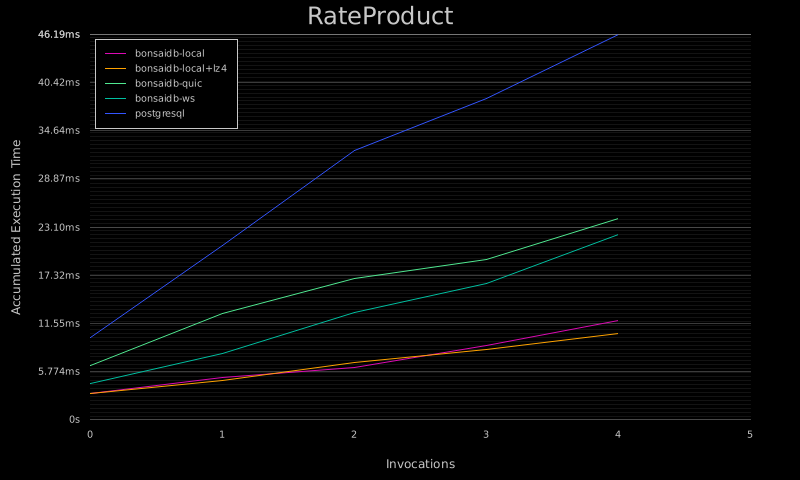 RateProduct
46.19ms
40.42ms
34.64ms
28.87ms
23.10ms
17.32ms
11.55ms
5.774ms
0s
Accumulated Execution Time
bonsaidb-local
bonsaidb-local+lz4
bonsaidb-quic
bonsaidb-ws
postgresql
0 1 2 3 4 5
Invocations